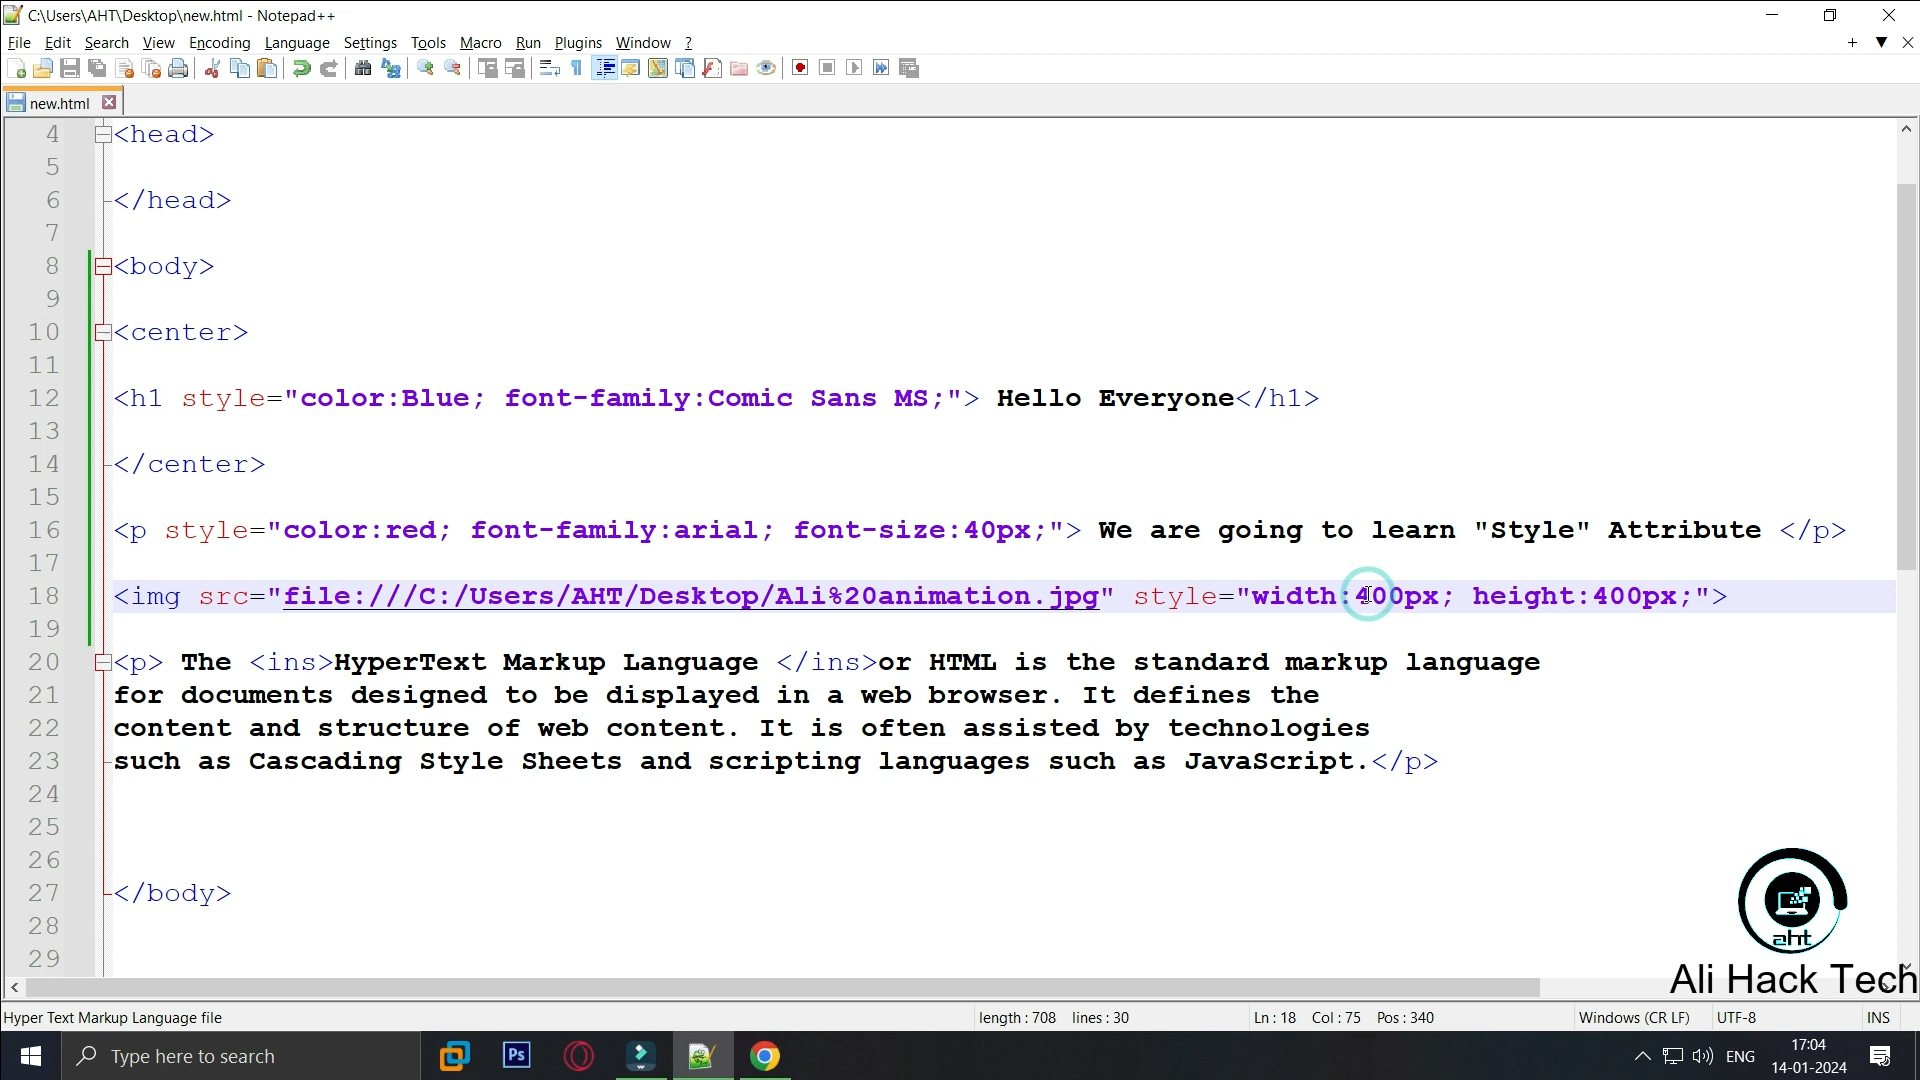 C:\Users\AHT\Desktop\new.html - Notepad++
File Edit Search View Encoding Language Settings Tools Macro Run Plugins Window ?
new.html
4 <head>
5
6 </head>
7
8 <body>
9
10 <center>
11
12 <h1 style="color:Blue; font-family:Comic Sans MS;"> Hello Everyone</h1>
13
14 </center>
15
16 <p style="color:red; font-family:arial; font-size:40px;"> We are going to learn "Style" Attribute </p>
17
18 <img src="file:///C:/Users/AHT/Desktop/Ali%20animation.jpg" style="width:400px; height:400px;">
19
20 <p> The <ins>HyperText Markup Language </ins>or HTML is the standard markup language
21 for documents designed to be displayed in a web browser. It defines the
22 content and structure of web content. It is often assisted by technologies
23 such as Cascading Style Sheets and scripting languages such as JavaScript.</p>
24
25
26
27 </body>
28
29
aht
Ali Hack Tech
Hyper Text Markup Language file length : 708 lines : 30 Ln : 18 Col : 75 Pos : 340 Windows (CR LF) UTF-8 INS
Type here to search Ps ENG 17:04
14-01-2024